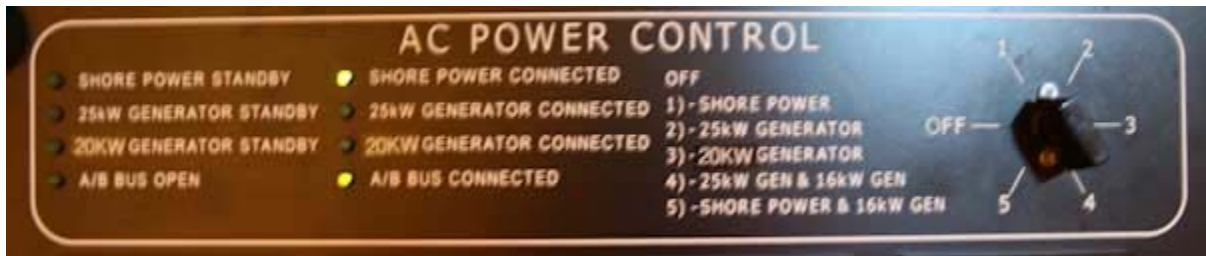 AC POWER CONTROL
SHORE POWER STANDBY
25kW GENERATOR STANDBY
20KW GENERATOR STANDBY
A/B BUS OPEN
SHORE POWER CONNECTED
25kW GENERATOR CONNECTED
20KW GENERATOR CONNECTED
A/B BUS CONNECTED
OFF
1)-SHORE POWER
2)-25kW GENERATOR
3)-20KW GENERATOR
4)-25kW GEN & 16kW GEN
5)-SHORE POWER & 16kW GEN
1 2
OFF 3
5 4